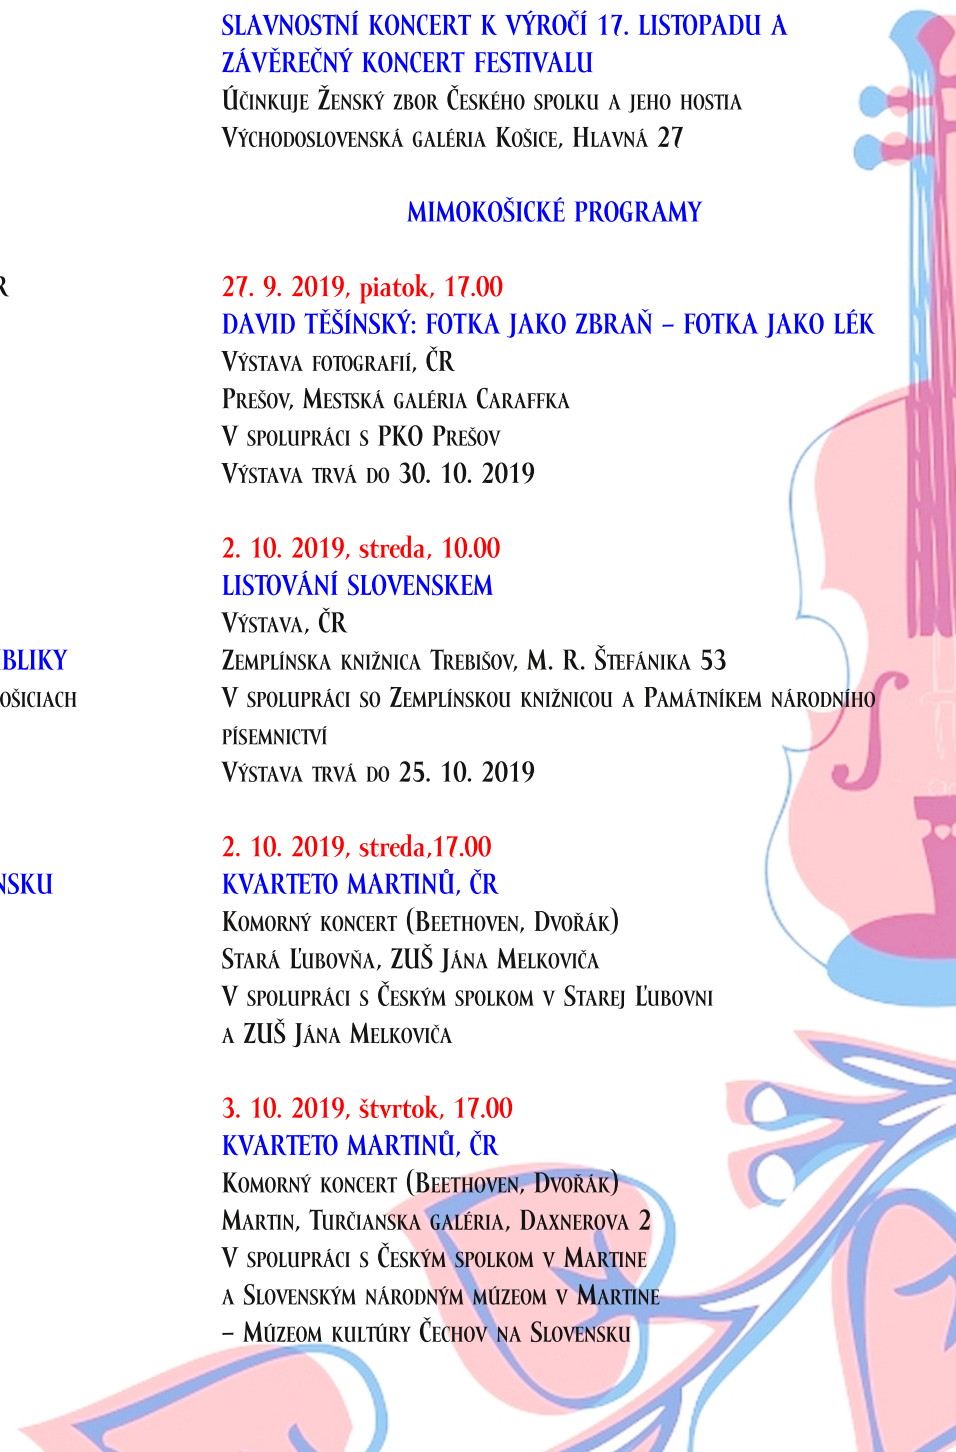 SLAVNOSTNÍ KONCERT K VÝROČÍ 17. LISTOPADU A
ZÁVĚREČNÝ KONCERT FESTIVALU
Účinkuje Ženský zbor Českého spolku a jeho hostia
Východoslovenská galéria Košice, Hlavná 27
MIMOKOŠICKÉ PROGRAMY
R
27. 9. 2019, piatok, 17.00
DAVID TĚŠÍNSKÝ: FOTKA JAKO ZBRAŇ – FOTKA JAKO LÉK
Výstava fotografií, ČR
Prešov, Mestská galéria Caraffka
V spolupráci s PKO Prešov
Výstava trvá do 30. 10. 2019
2. 10. 2019, streda, 10.00
LISTOVÁNÍ SLOVENSKEM
Výstava, ČR
BLIKY
Zemplínska knižnica Trebišov, M. R. Štefánika 53
ošiciach
V spolupráci so Zemplínskou knižnicou a Památníkem národního
písemnictví
Výstava trvá do 25. 10. 2019
2. 10. 2019, streda,17.00
NSKU
KVARTETO MARTINŮ, ČR
Komorný koncert (Beethoven, Dvořák)
Stará Ľubovňa, ZUŠ Jána Melkoviča
V spolupráci s Českým spolkom v Starej Ľubovni
a ZUŠ Jána Melkoviča
3. 10. 2019, štvrtok, 17.00
KVARTETO MARTINŮ, ČR
Komorný koncert (Beethoven, Dvořák)
Martin, Turčianska galéria, Daxnerova 2
V spolupráci s Českým spolkom v Martine
a Slovenským národným múzeom v Martine
– Múzeom kultúry Čechov na Slovensku